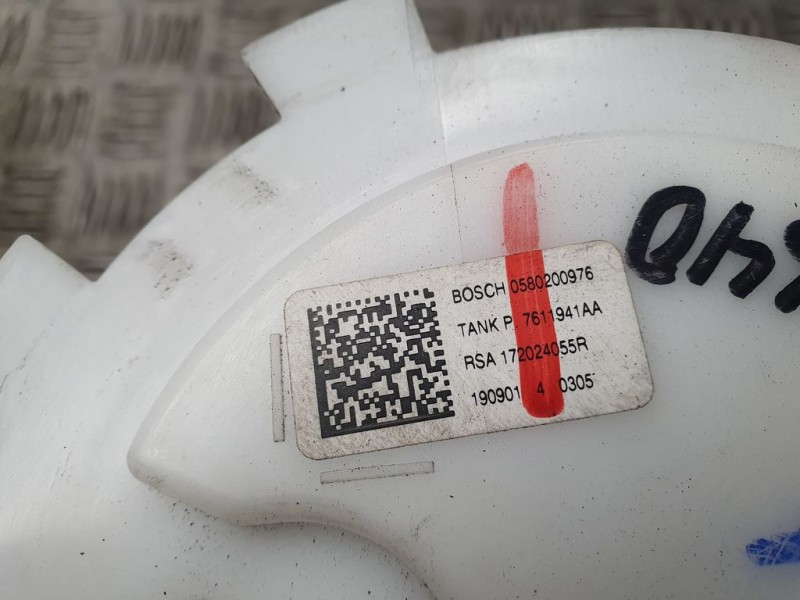 BOSCH 0580200976
TANK P. 7611941AA
RSA 172024055R
190901 4 0305